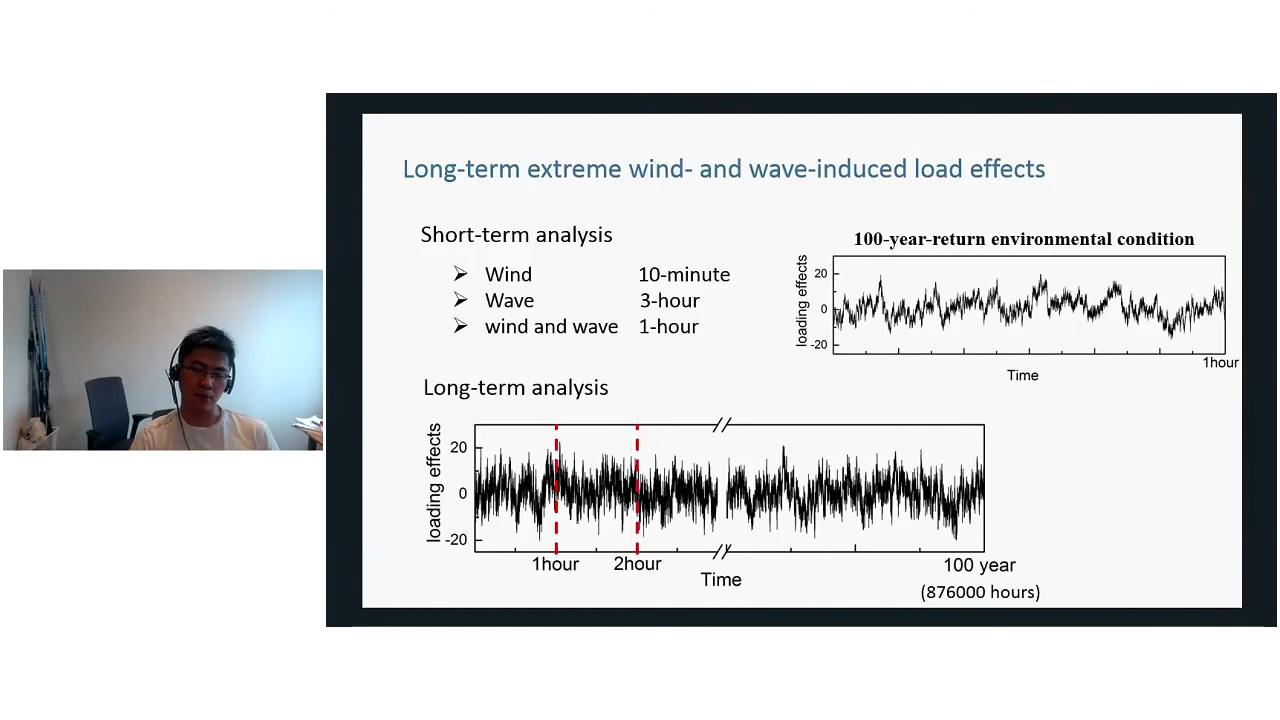 Long-term extreme wind- and wave-induced load effects
Short-term analysis
➢ Wind 10-minute
➢ Wave 3-hour
➢ wind and wave 1-hour
100-year-return environmental condition
loading effects
20
0
-20
1hour
Time
Long-term analysis
loading effects
20
0
-20
1hour 2hour
Time
100 year
(876000 hours)